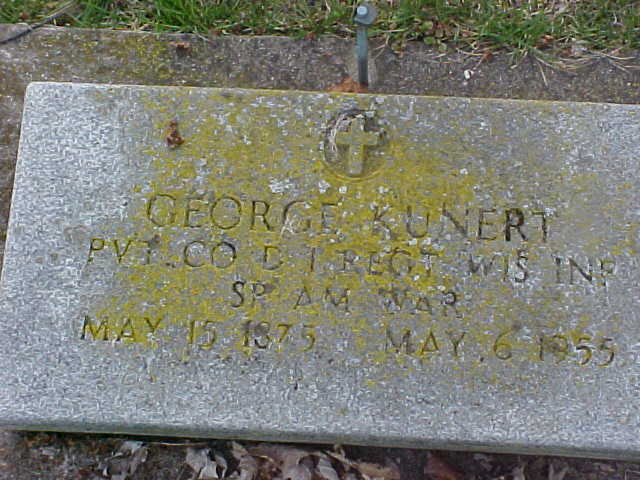 GEORGE KUNERT
PVT CO D 1 REGT WIS INF
SP AM WAR
MAY 15 1875 MAY 6 1955